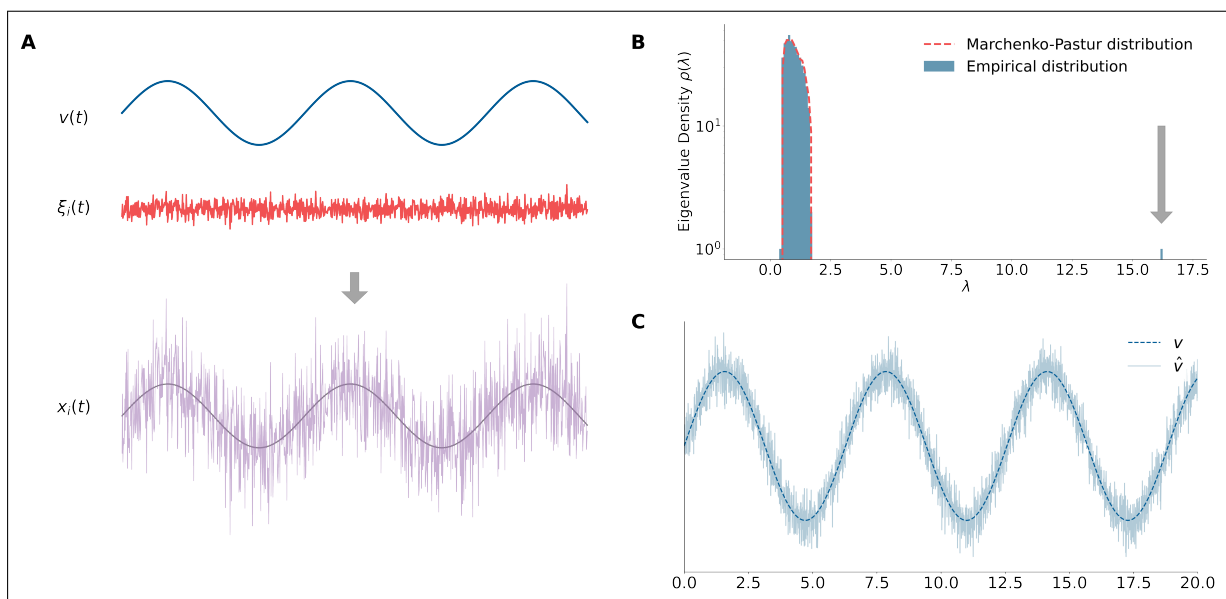 A
v(t)
ξᵢ(t)
xᵢ(t)
B
Eigenvalue Density ρ(λ)
10¹
10⁰
Marchenko-Pastur distribution
Empirical distribution
0.0 2.5 5.0 7.5 10.0 12.5 15.0 17.5
λ
C
v
v̂
0.0 2.5 5.0 7.5 10.0 12.5 15.0 17.5 20.0